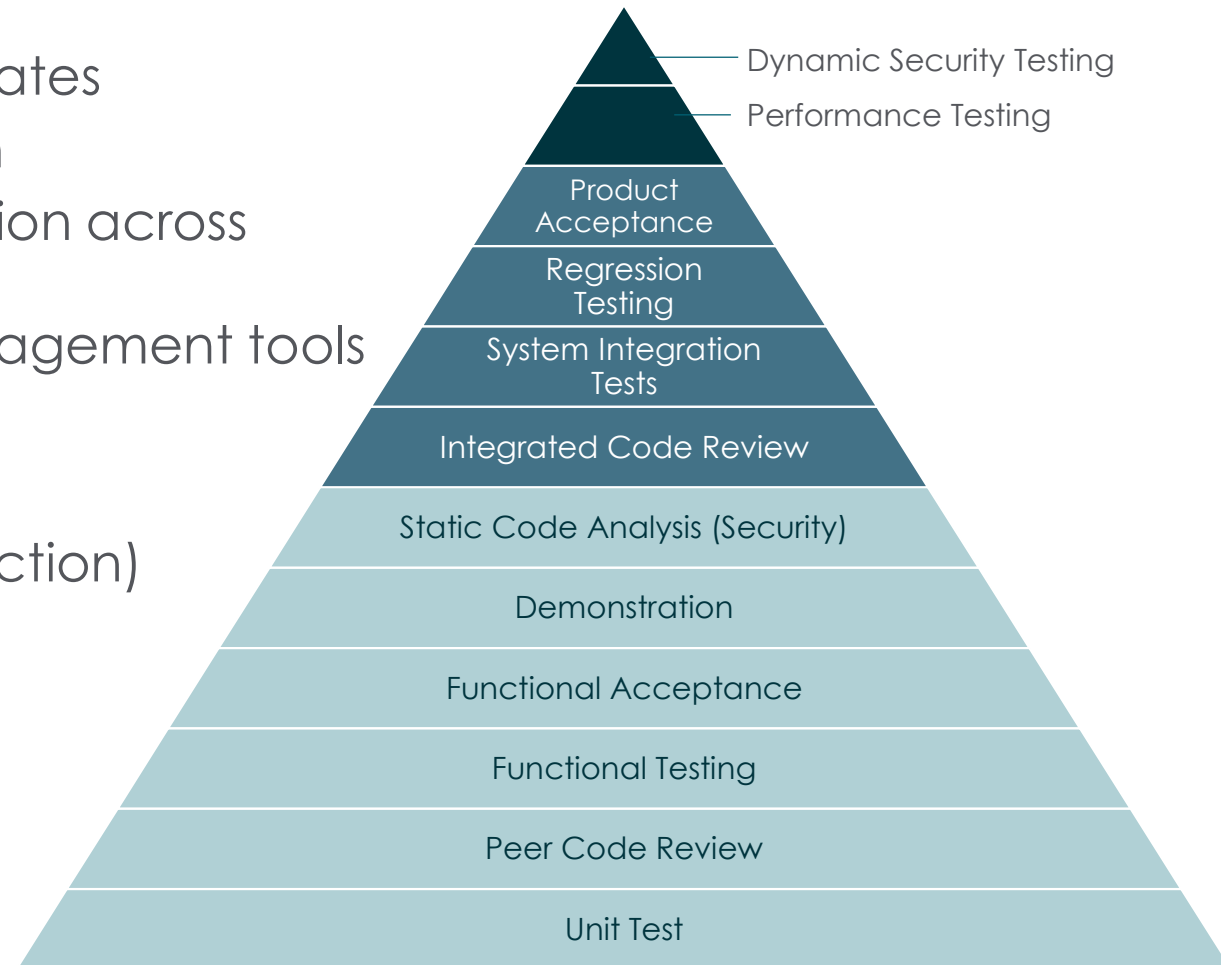 ates
n
ion across
agement tools
ction)
Dynamic Security Testing
Performance Testing
Product
Acceptance
Regression
Testing
System Integration
Tests
Integrated Code Review
Static Code Analysis (Security)
Demonstration
Functional Acceptance
Functional Testing
Peer Code Review
Unit Test